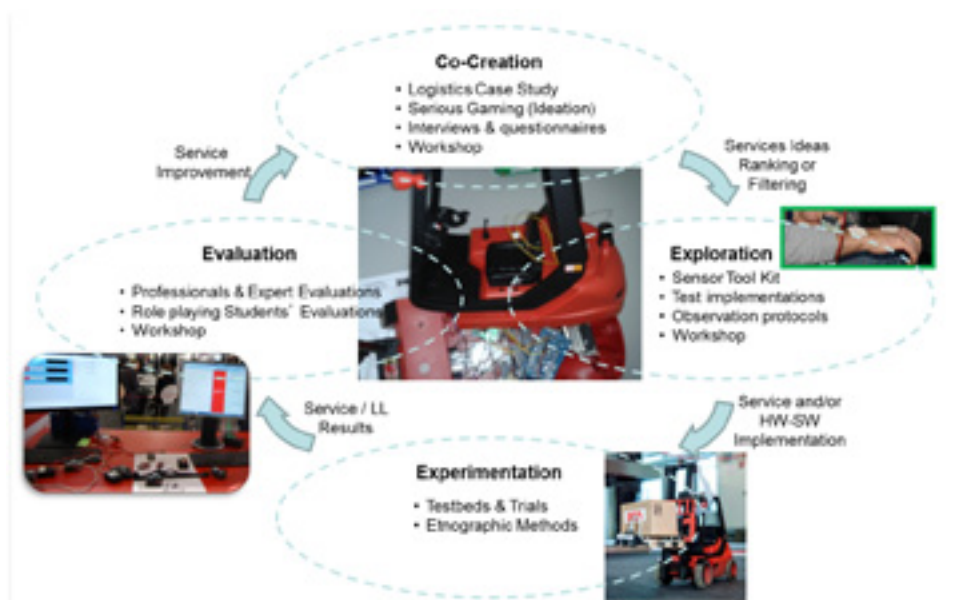 Co-Creation
• Logistics Case Study
• Serious Gaming (Ideation)
• Interviews & questionnaires
• Workshop
Services Ideas
Ranking or
Filtering
Exploration
• Sensor Tool Kit
• Test implementations
• Observation protocols
• Workshop
Service and/or
HW-SW
Implementation
Experimentation
• Testbeds & Trials
• Etnographic Methods
Service / LL
Results
Evaluation
• Professionals & Expert Evaluations
• Role playing Students´ Evaluations
• Workshop
Service
Improvement